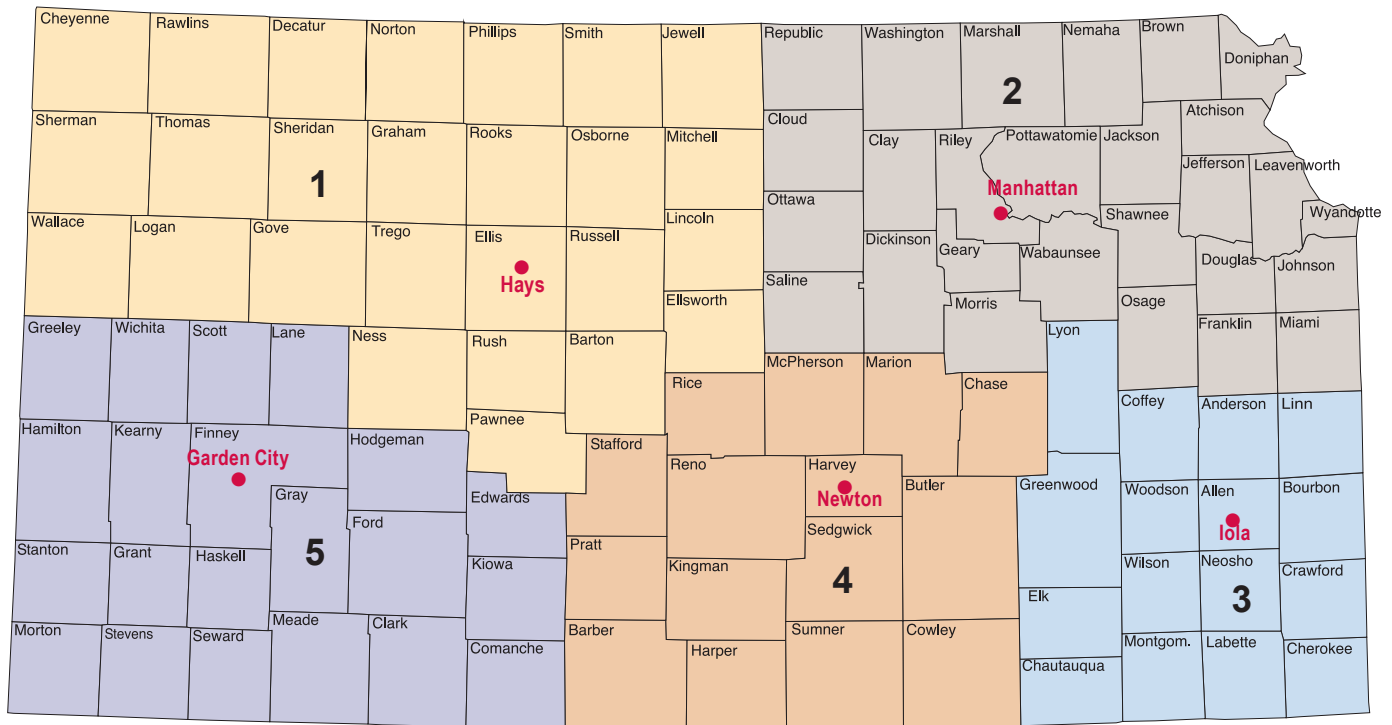 Cheyenne
Rawlins
Decatur
Norton
Phillips
Smith
Jewell
Republic
Washington
Marshall
Nemaha
Brown
Doniphan
2
Sherman
Thomas
Sheridan
Graham
Rooks
Osborne
Mitchell
Cloud
Clay
Riley
Pottawatomie
Jackson
Atchison
Jefferson
Leavenworth
1
Manhattan
Wallace
Logan
Gove
Trego
Ellis
Russell
Lincoln
Ottawa
Dickinson
Geary
Wabaunsee
Shawnee
Wyandotte
Douglas
Johnson
Hays
Saline
Ellsworth
Morris
Osage
Franklin
Miami
Greeley
Wichita
Scott
Lane
Ness
Rush
Barton
Rice
McPherson
Marion
Chase
Lyon
Coffey
Anderson
Linn
Hamilton
Kearny
Finney
Garden City
Hodgeman
Pawnee
Stafford
Reno
Harvey
Newton
Butler
Greenwood
Woodson
Allen
Iola
Bourbon
Gray
Edwards
Ford
Sedgwick
Stanton
Grant
Haskell
5
Kiowa
Pratt
Kingman
4
Elk
Wilson
Neosho
3
Crawford
Morton
Stevens
Seward
Meade
Clark
Comanche
Barber
Harper
Sumner
Cowley
Chautauqua
Montgom.
Labette
Cherokee